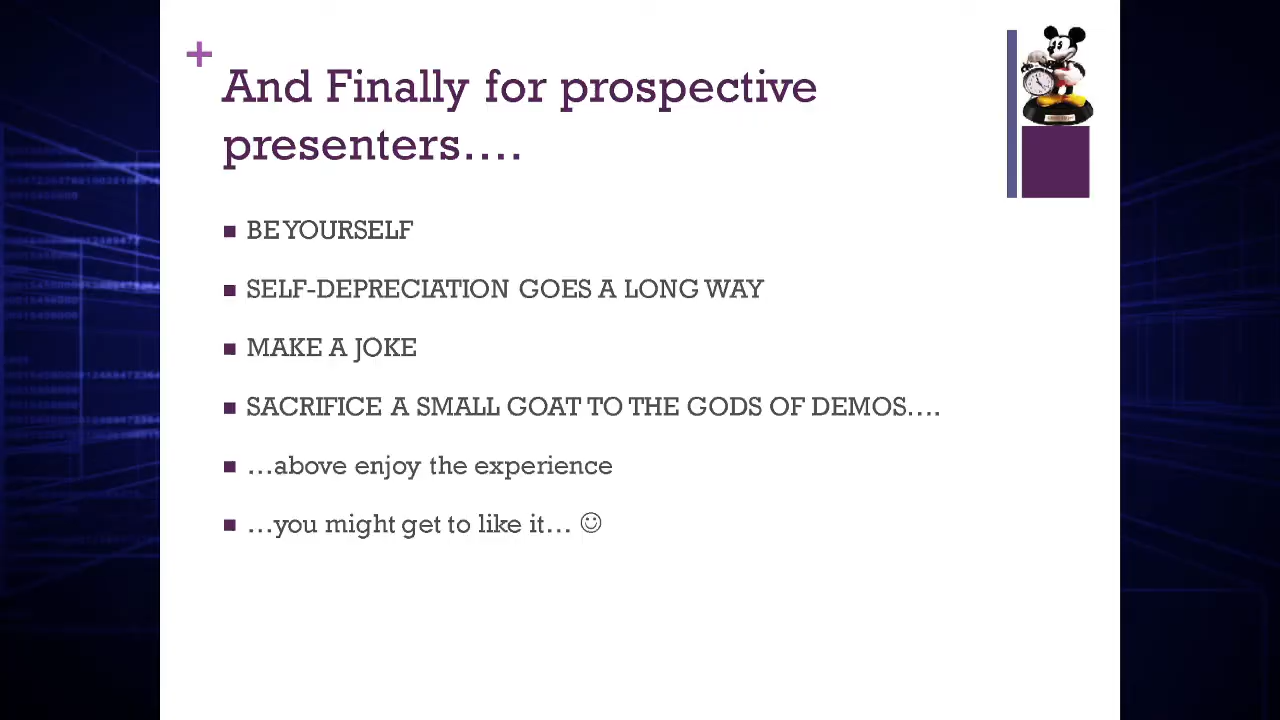 +
And Finally for prospective
presenters….
BE YOURSELF
SELF-DEPRECIATION GOES A LONG WAY
MAKE A JOKE
SACRIFICE A SMALL GOAT TO THE GODS OF DEMOS….
…above enjoy the experience
…you might get to like it… ☺